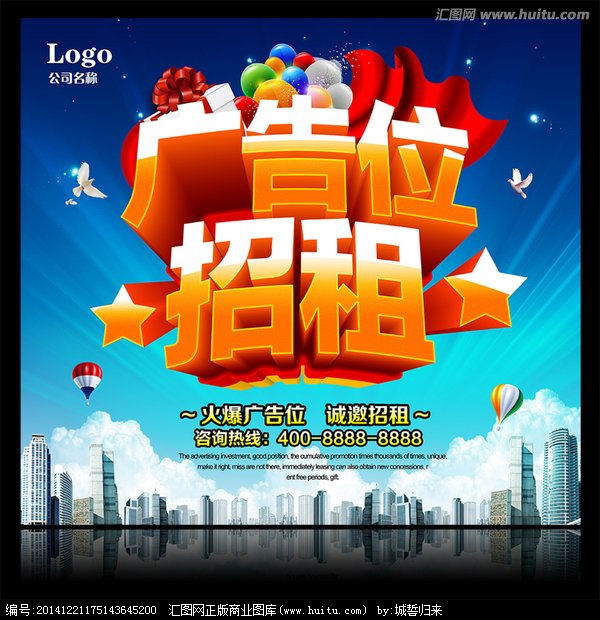 汇图网 www.huitu.com
Logo
公司名称
广告位
招租
~火爆广告位 诚邀招租~
咨询热线：400-8888-8888
The advertising investment, good position, the cumulative promotion times thousands of times, unique,
make it right, miss are not there, immediately leasing can also obtain new concessions, r
ent free periods, gift.
编号:20141221175143645200 汇图网正版商业图库(www.huitu.com) by:城暂归来